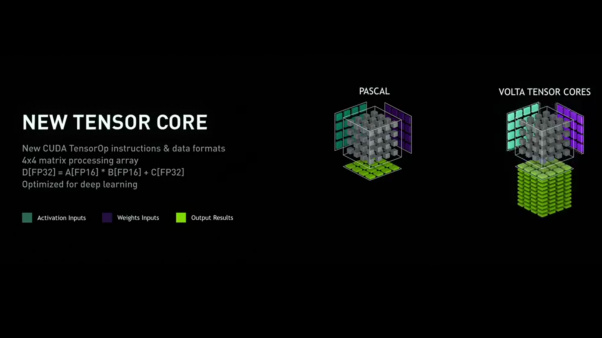 PASCAL
VOLTA TENSOR CORES
NEW TENSOR CORE
New CUDA TensorOp instructions & data formats
4x4 matrix processing array
D[FP32] = A[FP16] * B[FP16] + C[FP32]
Optimized for deep learning
Activation Inputs
Weights Inputs
Output Results